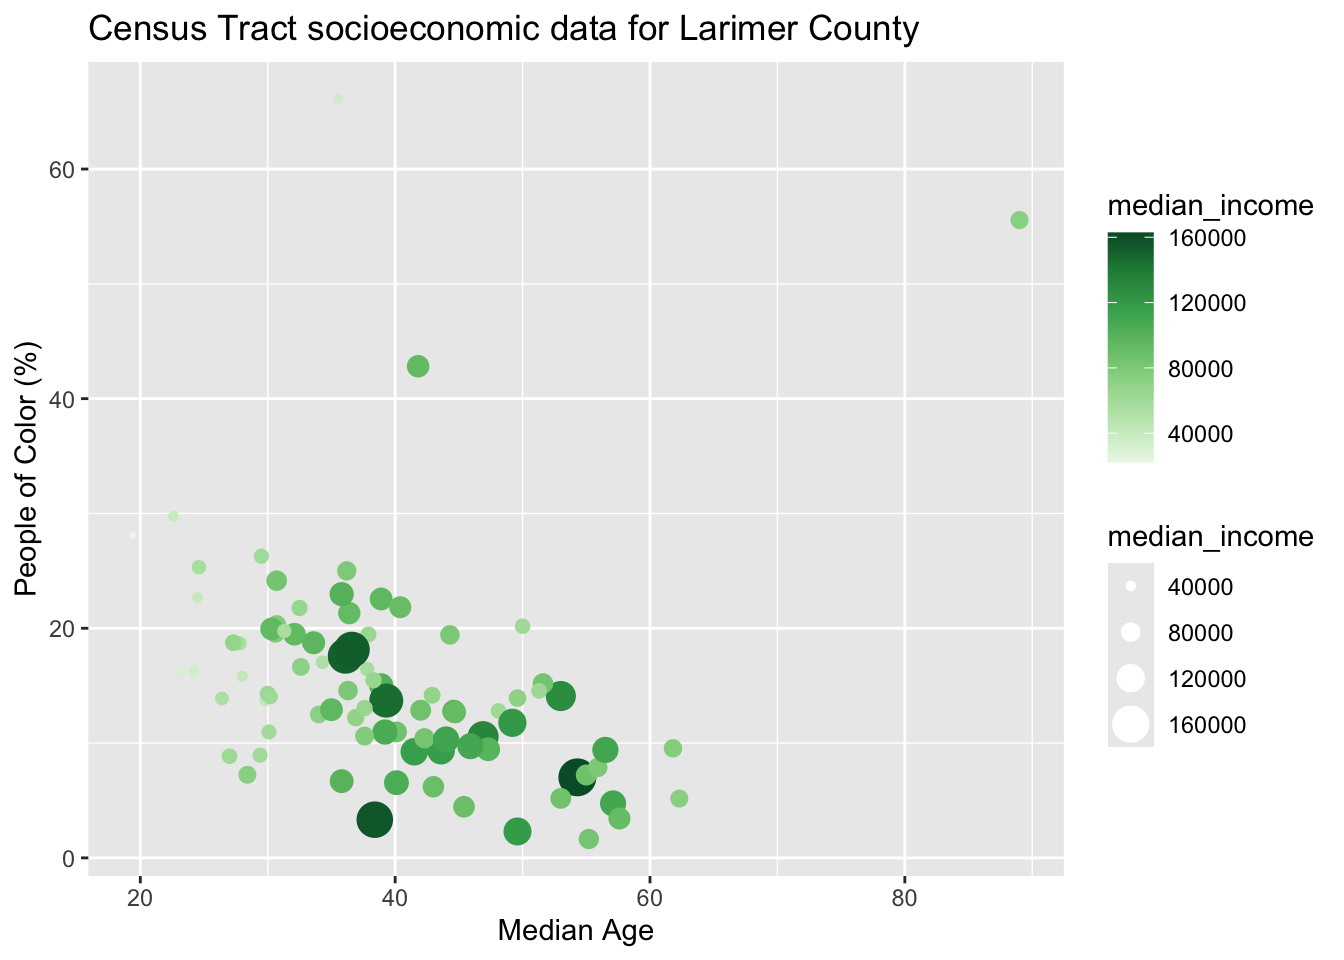 Census Tract socioeconomic data for Larimer County
People of Color (%)
60
40
20
0
20 40 60 80
Median Age
median_income
160000
120000
80000
40000
median_income
40000
80000
120000
160000